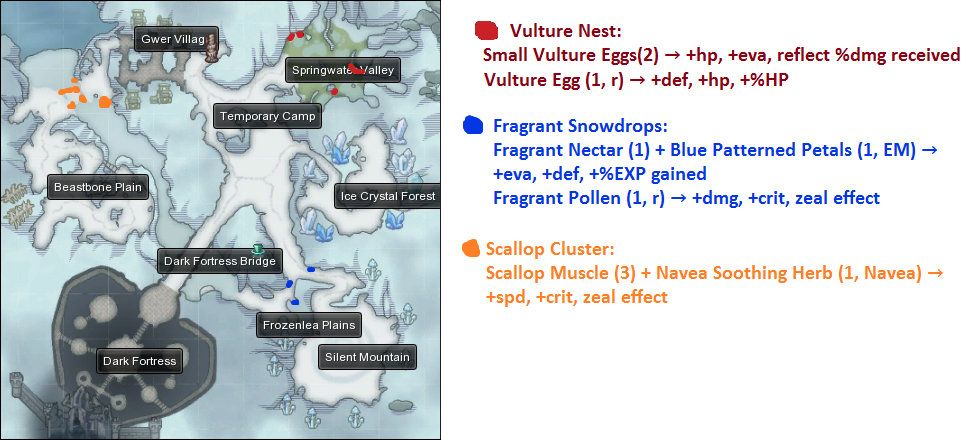 Gwer Village
Springwater Valley
Temporary Camp
Beastbone Plain
Ice Crystal Forest
Dark Fortress Bridge
Frozenlea Plains
Silent Mountain
Dark Fortress
Vulture Nest:
Small Vulture Eggs(2) → +hp, +eva, reflect %dmg received
Vulture Egg (1, r) → +def, +hp, +%HP
Fragrant Snowdrops:
Fragrant Nectar (1) + Blue Patterned Petals (1, EM) →
+eva, +def, +%EXP gained
Fragrant Pollen (1, r) → +dmg, +crit, zeal effect
Scallop Cluster:
Scallop Muscle (3) + Navea Soothing Herb (1, Navea) →
+spd, +crit, zeal effect